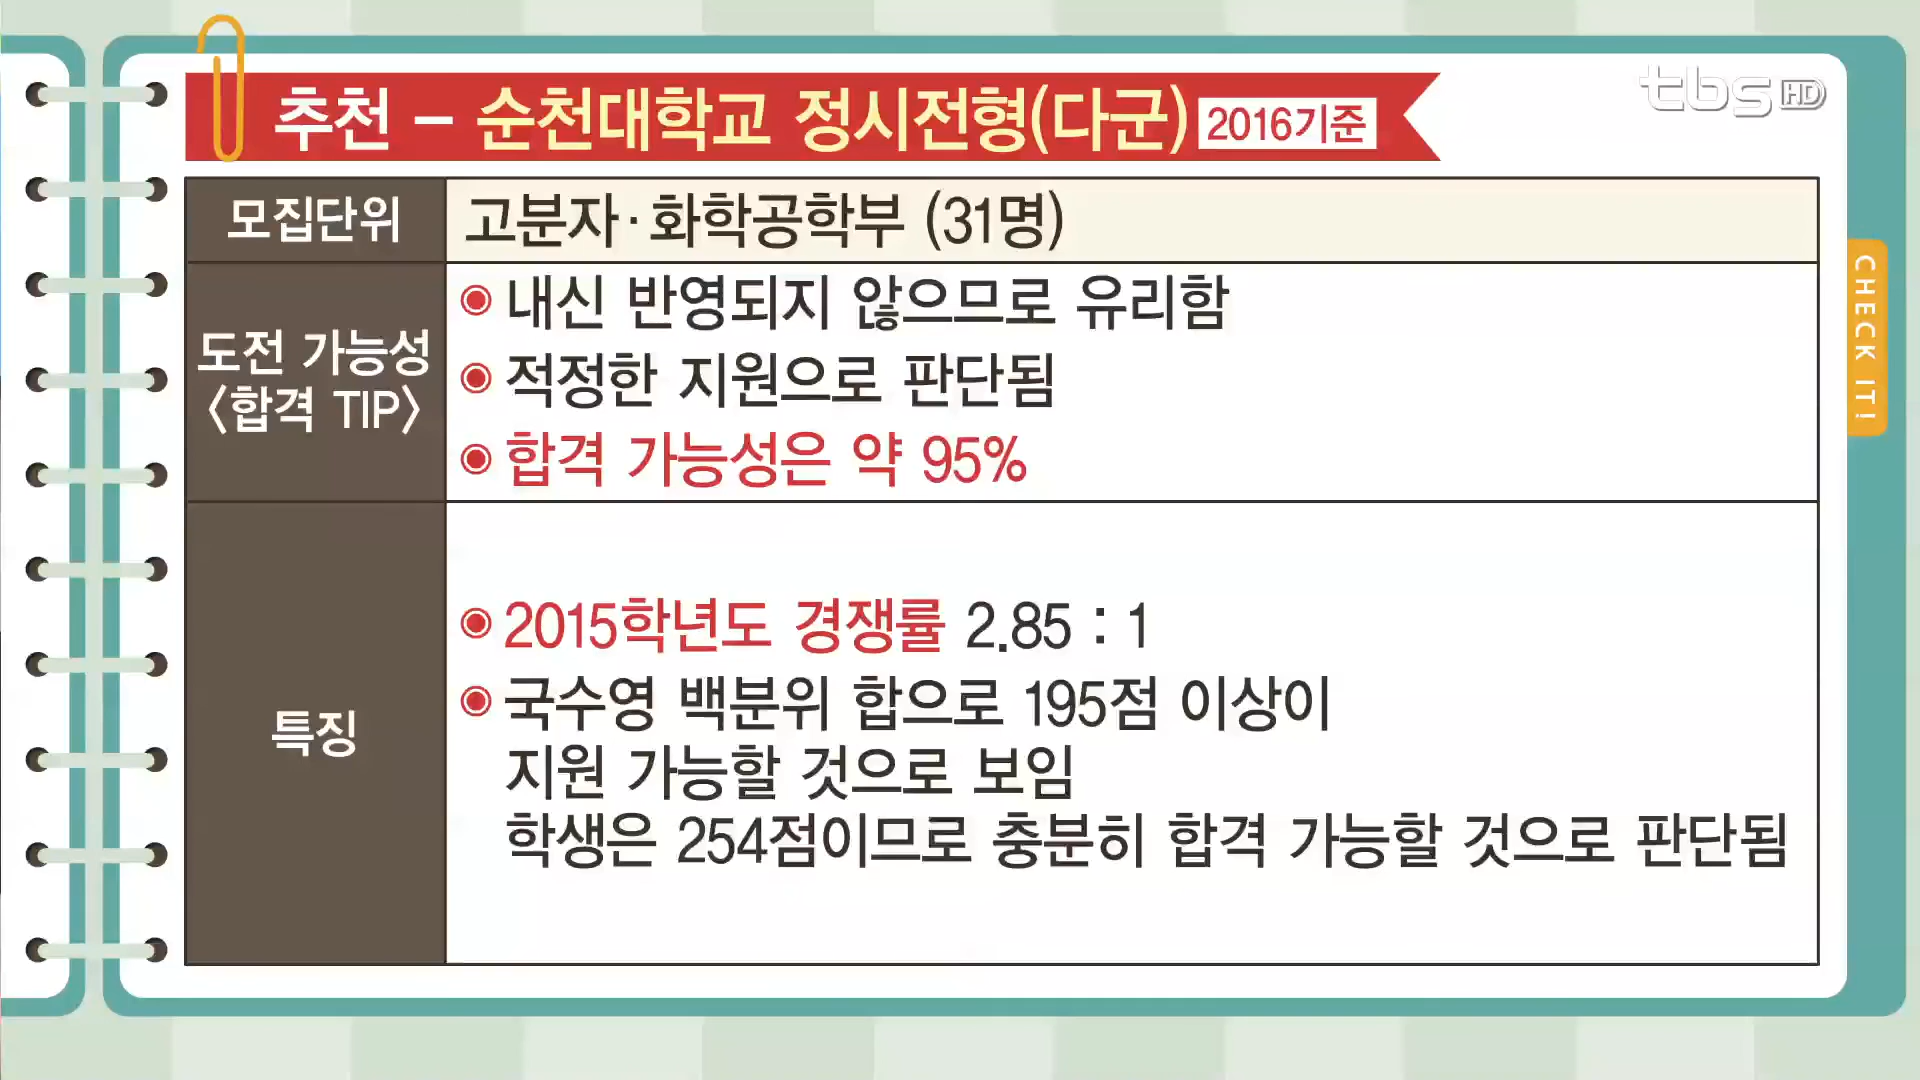 추천 - 순천대학교 정시전형(다군) 2016기준
tbs HD
모집단위
고분자·화학공학부 (31명)
도전 가능성
<합격 TIP>
내신 반영되지 않으므로 유리함
적정한 지원으로 판단됨
합격 가능성은 약 95%
특징
2015학년도 경쟁률 2.85 : 1
국수영 백분위 합으로 195점 이상이
지원 가능할 것으로 보임
학생은 254점이므로 충분히 합격 가능할 것으로 판단됨
CHECK IT!